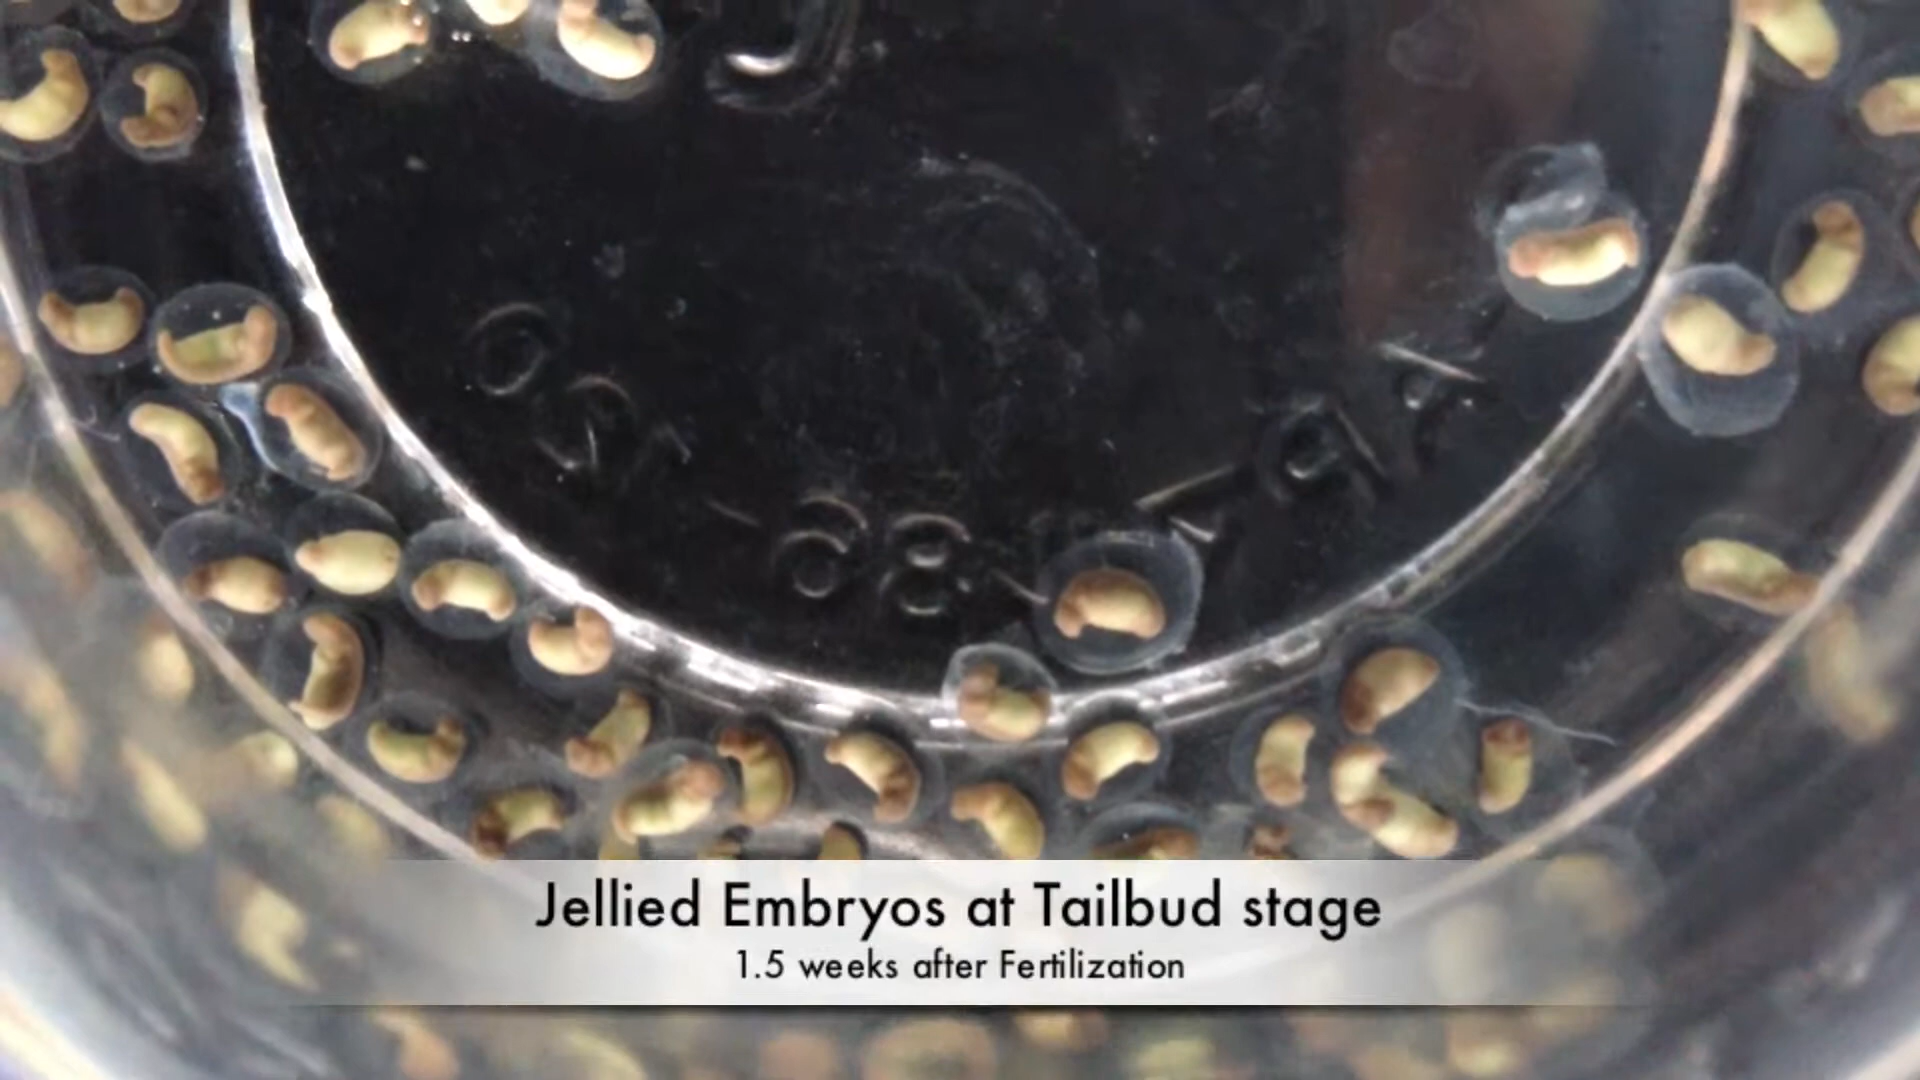 Jellied Embryos at Tailbud stage
1.5 weeks after Fertilization